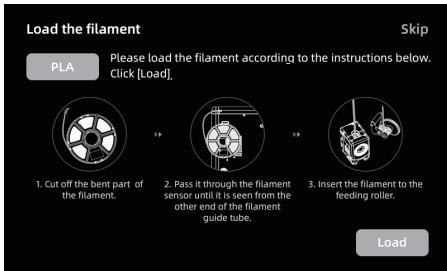 Load the filament
Skip
PLA
Please load the filament according to the instructions below.
Click [Load].
1. Cut off the bent part of
the filament.
2. Pass it through the filament
sensor until it is seen from the
other end of the filament
guide tube.
3. Insert the filament to the
feeding roller.
Load